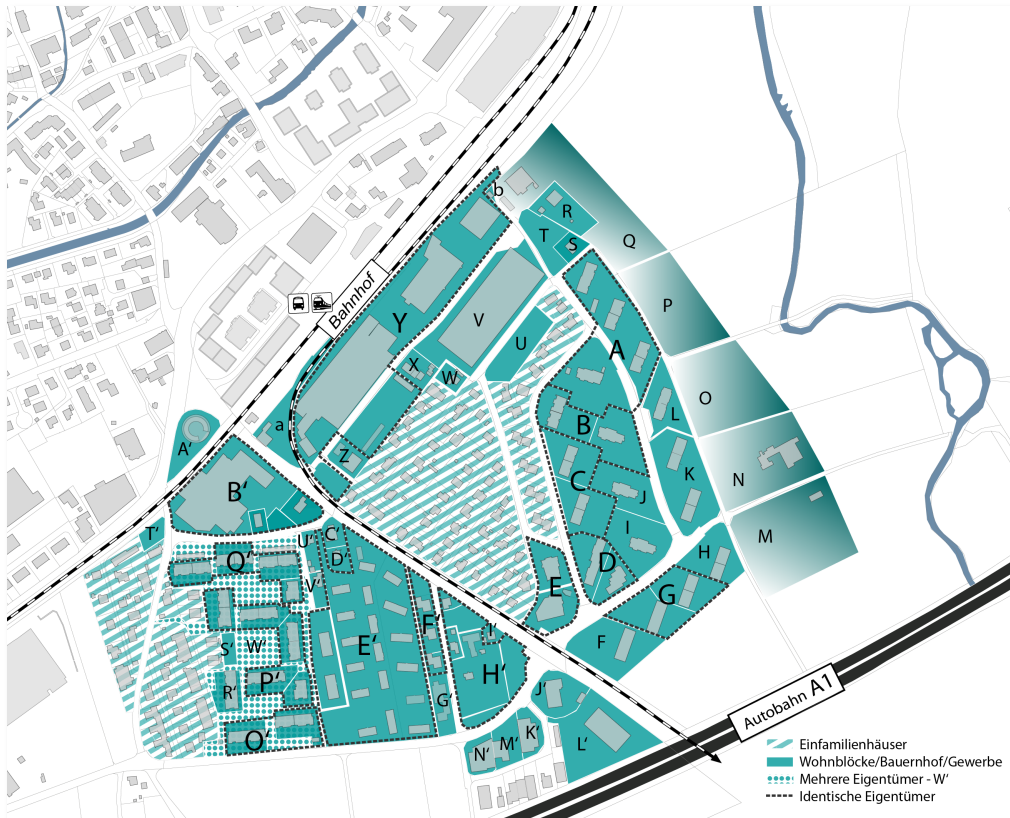 b
R
T
S
Q
Bahnhof
Y
V
A
P
U
X
W
L
O
a
B
A'
Z
C
K
N
B'
J
I
M
T'
U'
C'
D'
H
Q'
D
E
G
V'
F'
I'
F
S'
W'
E'
H'
R'
P'
G'
J'
O'
K'
M'
N'
L'
Autobahn A1
Einfamilienhäuser
Wohnblöcke/Bauernhof/Gewerbe
Mehrere Eigentümer - W'
Identische Eigentümer